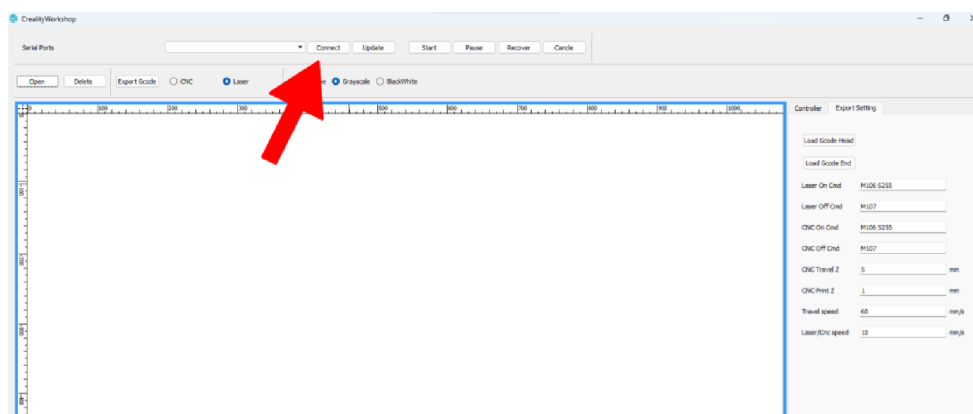 CrealityWorkshop
Serial Ports Connect Update Start Pause Recover Cancle
Open Delete Export Gcode CNC Laser Grayscale BlackWhite
0 100 200 300 500 600 700 800 900 1000
Controller Export Setting
Load Gcode Head
Load Gcode End
Laser On Cmd M106 S255
Laser Off Cmd M107
CNC On Cmd M106 S255
CNC Off Cmd M107
CNC Travel Z 5 mm
CNC Print Z 1 mm
Travel speed 60 mm/s
Laser/Cnc speed 10 mm/s